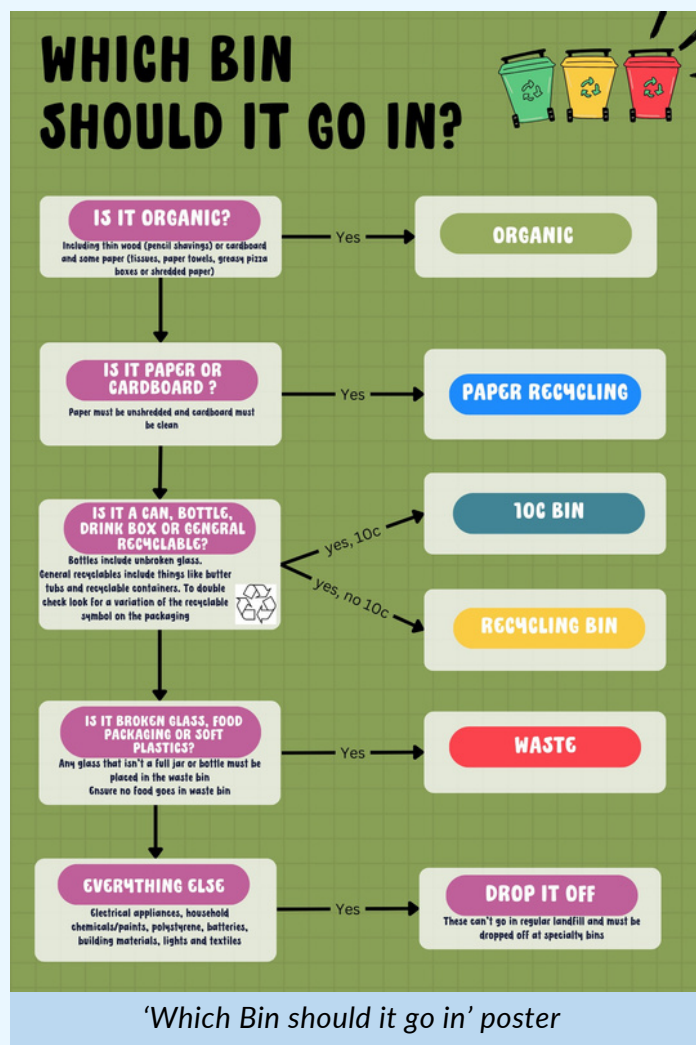 WHICH BIN
SHOULD IT GO IN?
IS IT ORGANIC?
Including thin wood (pencil shavings) or cardboard
and some paper (tissues, paper towels, greasy pizza
boxes or shredded paper)
Yes
ORGANIC
IS IT PAPER OR
CARDBOARD ?
Paper must be unshredded and cardboard must
be clean
Yes
PAPER RECYCLING
IS IT A CAN, BOTTLE,
DRINK BOX OR GENERAL
RECYCLABLE?
Bottles include unbroken glass.
General recyclables include things like butter
tubs and recyclable containers. To double
check look for a variation of the recyclable
symbol on the packaging
yes, 10c
10C BIN
yes, no 10c
RECYCLING BIN
IS IT BROKEN GLASS, FOOD
PACKAGING OR SOFT
PLASTICS?
Any glass that isn't a full jar or bottle must be
placed in the waste bin
Ensure no food goes in waste bin
Yes
WASTE
EVERYTHING ELSE
Electrical appliances, household
chemicals/paints, polystyrene, batteries,
building materials, lights and textiles
Yes
DROP IT OFF
These can't go in regular landfill and must be
dropped off at specialty bins
‘Which Bin should it go in’ poster